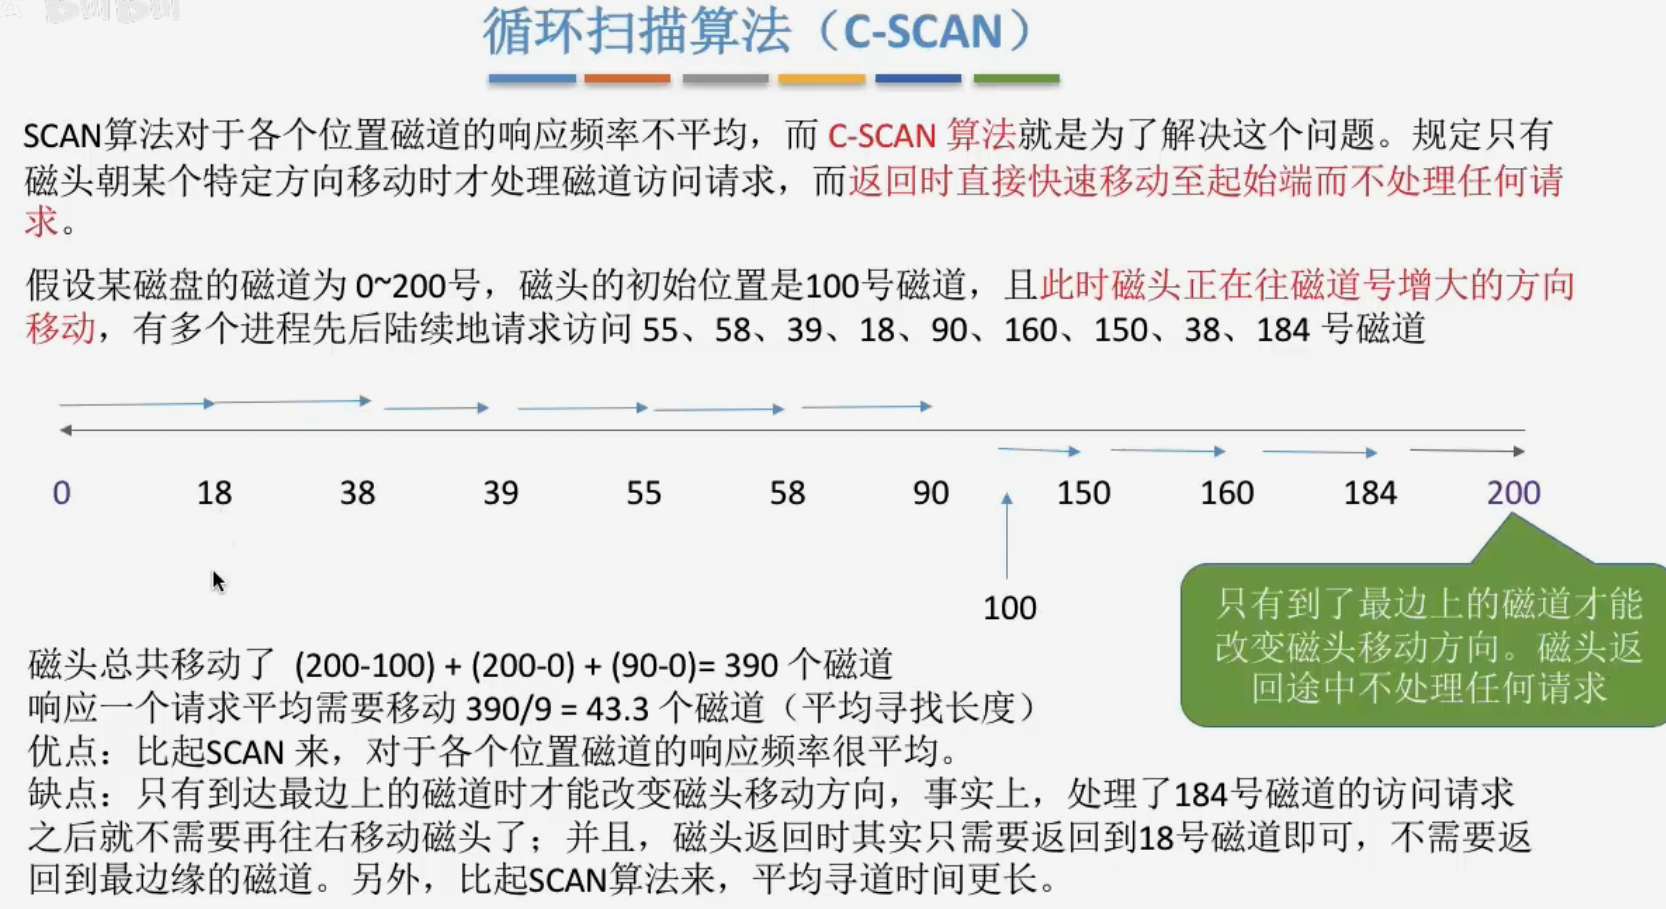 循环扫描算法（C-SCAN）
SCAN算法对于各个位置磁道的响应频率不平均，而 C-SCAN 算法就是为了解决这个问题。规定只有
磁头朝某个特定方向移动时才处理磁道访问请求，而返回时直接快速移动至起始端而不处理任何请
求。
假设某磁盘的磁道为 0~200号，磁头的初始位置是100号磁道，且此时磁头正在往磁道号增大的方向
移动，有多个进程先后陆续地请求访问 55、58、39、18、90、160、150、38、184 号磁道
0 18 38 39 55 58 90 150 160 184 200
100
只有到了最边上的磁道才能
改变磁头移动方向。磁头返
回途中不处理任何请求
磁头总共移动了 (200-100) + (200-0) + (90-0)= 390 个磁道
响应一个请求平均需要移动 390/9 = 43.3 个磁道（平均寻找长度）
优点：比起SCAN 来，对于各个位置磁道的响应频率很平均。
缺点：只有到达最边上的磁道时才能改变磁头移动方向，事实上，处理了184号磁道的访问请求
之后就不需要再往右移动磁头了；并且，磁头返回时其实只需要返回到18号磁道即可，不需要返
回到最边缘的磁道。另外，比起SCAN算法来，平均寻道时间更长。